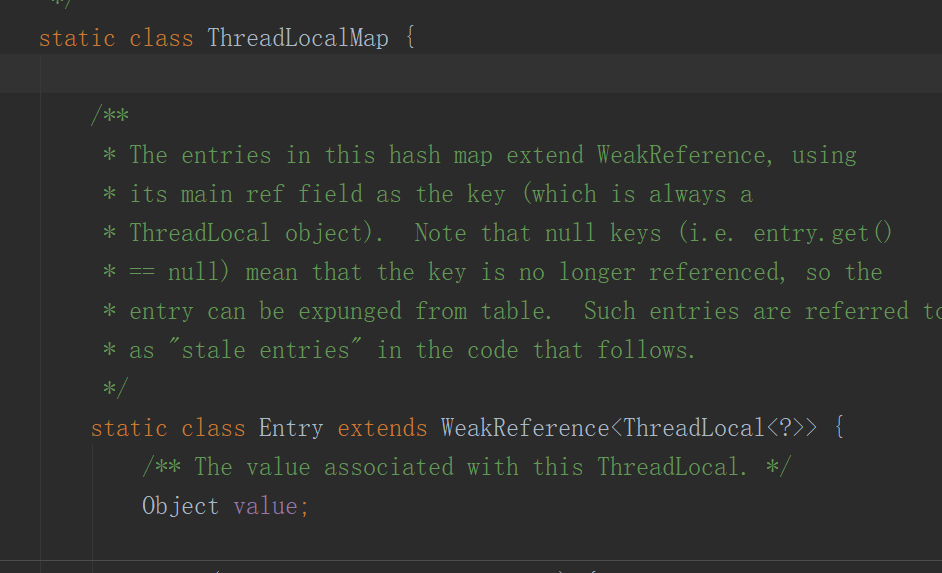 */
static class ThreadLocalMap {
/**
* The entries in this hash map extend WeakReference, using
* its main ref field as the key (which is always a
* ThreadLocal object).  Note that null keys (i.e. entry.get()
* == null) mean that the key is no longer referenced, so the
* entry can be expunged from table.  Such entries are referred to
* as "stale entries" in the code that follows.
*/
static class Entry extends WeakReference<ThreadLocal<?>> {
/** The value associated with this ThreadLocal. */
Object value;